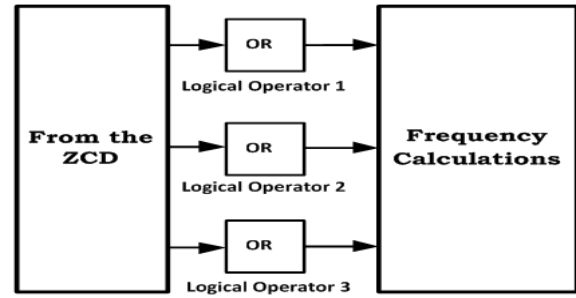 From the
ZCD
OR
Logical Operator 1
OR
Logical Operator 2
OR
Logical Operator 3
Frequency
Calculations